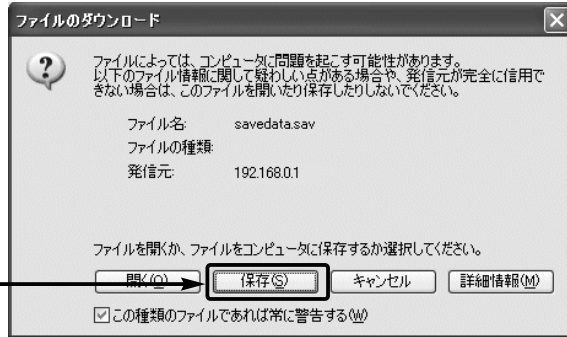 ファイルのダウンロード
ファイルによっては、コンピュータに問題を起こす可能性があります。
以下のファイル情報に関して疑わしい点がある場合や、発信元が完全に信用で
きない場合は、このファイルを開いたり保存したりしないでください。
ファイル名: savedata.sav
ファイルの種類:
発信元: 192.168.0.1
ファイルを開くか、ファイルをコンピュータに保存するか選択してください。
開く(O) 保存(S) キャンセル 詳細情報(M)
この種類のファイルであれば常に警告する(W)